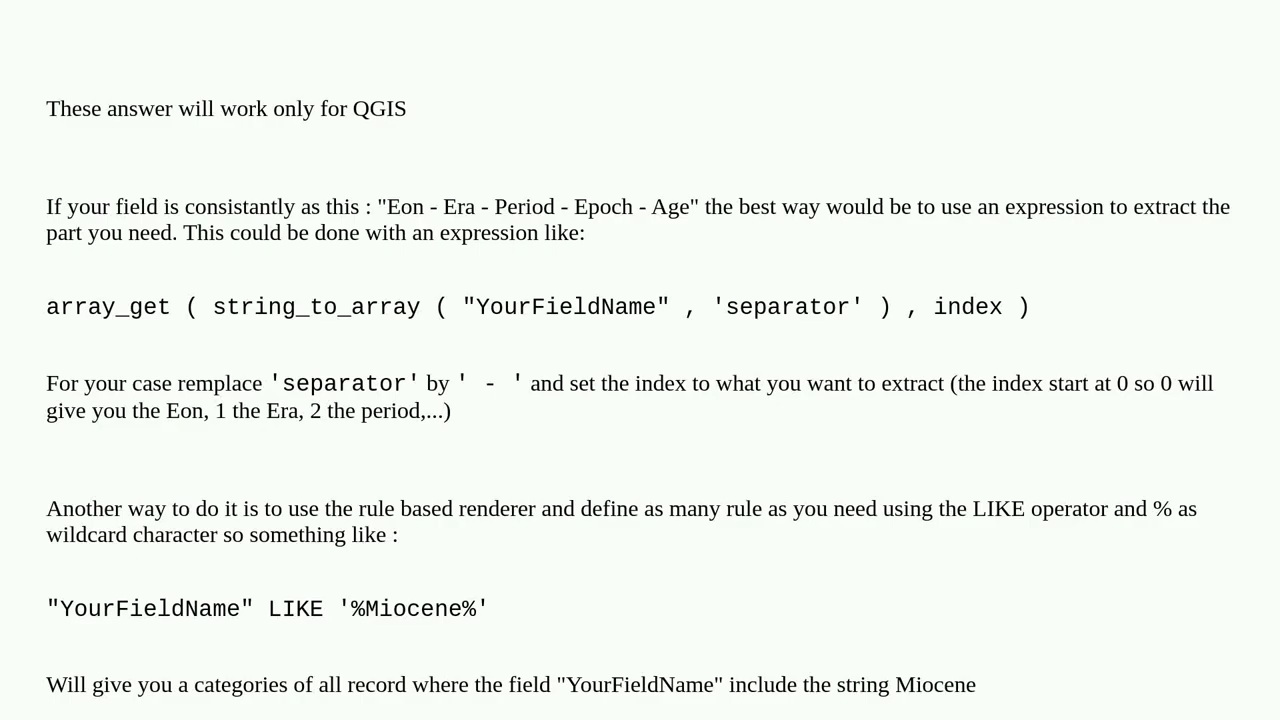 These answer will work only for QGIS
If your field is consistantly as this : "Eon - Era - Period - Epoch - Age" the best way would be to use an expression to extract the
part you need. This could be done with an expression like:
array_get ( string_to_array ( "YourFieldName" , 'separator' ) , index )
For your case remplace 'separator' by ' - ' and set the index to what you want to extract (the index start at 0 so 0 will
give you the Eon, 1 the Era, 2 the period,...)
Another way to do it is to use the rule based renderer and define as many rule as you need using the LIKE operator and % as
wildcard character so something like :
"YourFieldName" LIKE '%Miocene%'
Will give you a categories of all record where the field "YourFieldName" include the string Miocene